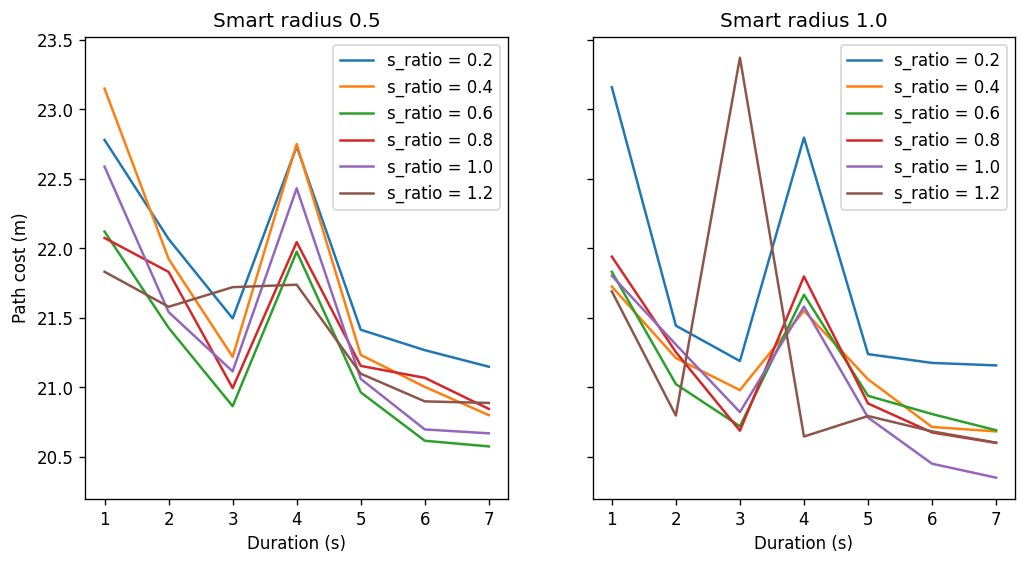 Smart radius 0.5
23.5
23.0
22.5
22.0
21.5
21.0
20.5
Path cost (m)
s_ratio = 0.2
s_ratio = 0.4
s_ratio = 0.6
s_ratio = 0.8
s_ratio = 1.0
s_ratio = 1.2
1 2 3 4 5 6 7
Duration (s)
Smart radius 1.0
s_ratio = 0.2
s_ratio = 0.4
s_ratio = 0.6
s_ratio = 0.8
s_ratio = 1.0
s_ratio = 1.2
1 2 3 4 5 6 7
Duration (s)